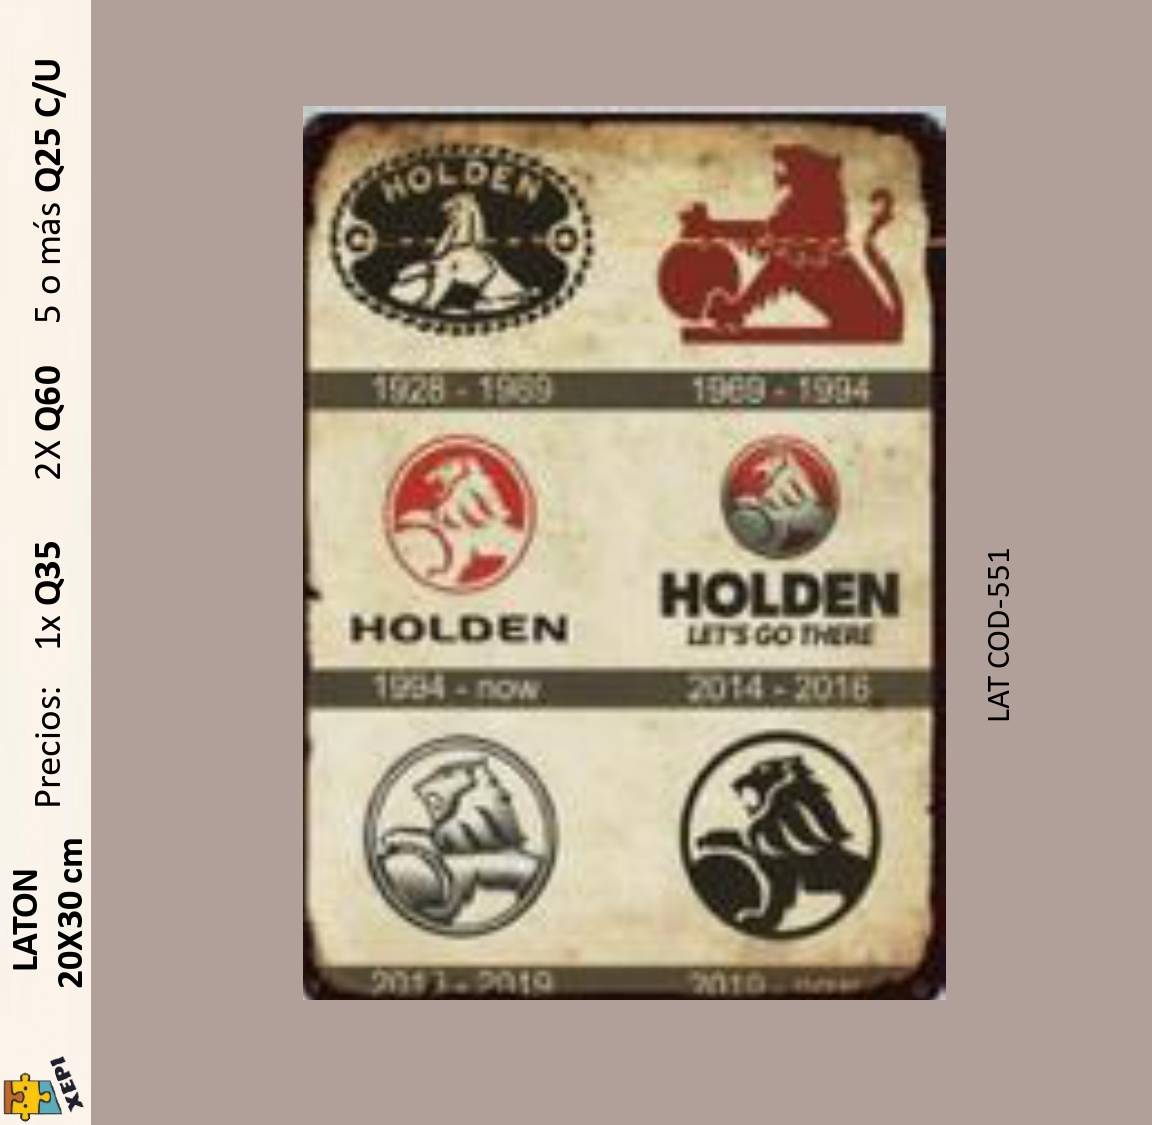 LATON
20X30 cm
Precios: 1x Q35 2X Q60 5 o más Q25 C/U
XEPI
HOLDEN
1928 - 1969 1969 - 1994
HOLDEN
HOLDEN
LET'S GO THERE
1994 - now 2014 - 2016
2019
LAT COD-551